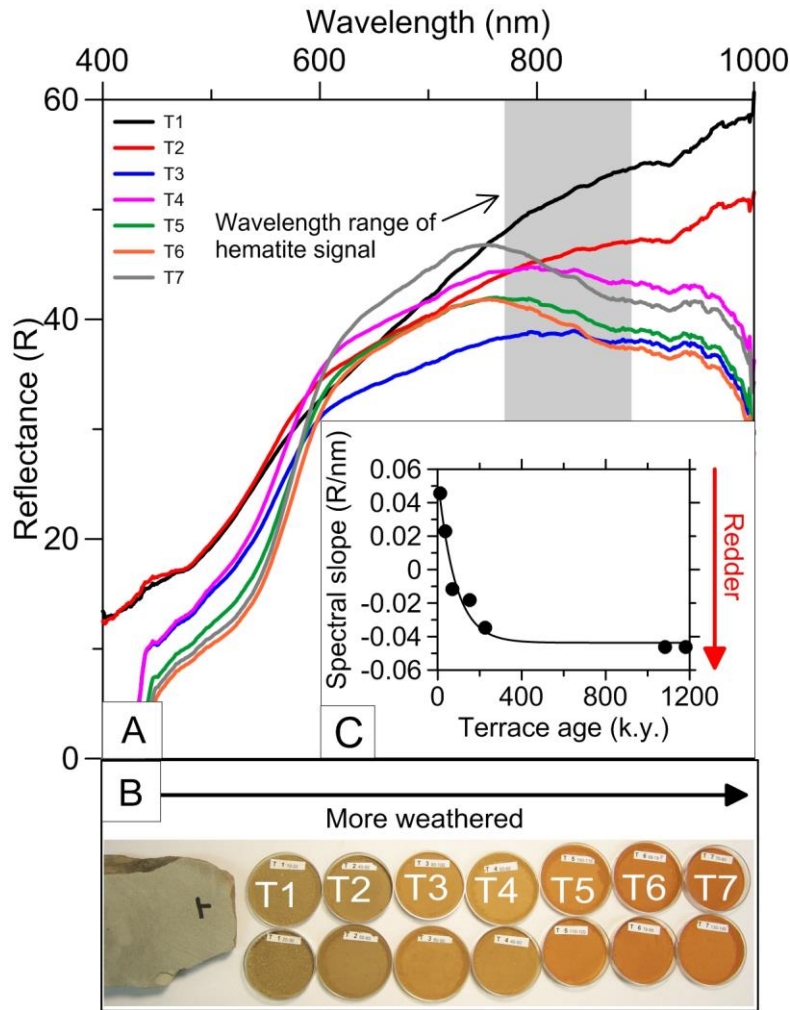 Wavelength (nm)
400 600 800 1000
60
40
20
0
Reflectance (R)
T1
T2
T3
T4
T5
T6
T7
Wavelength range of
hematite signal
0.06
0.04
0.02
0
-0.02
-0.04
-0.06
Spectral slope (R/nm)
Redder
0 400 800 1200
Terrace age (k.y.)
A
C
B
More weathered
T
T1 T2 T3 T4 T5 T6 T7